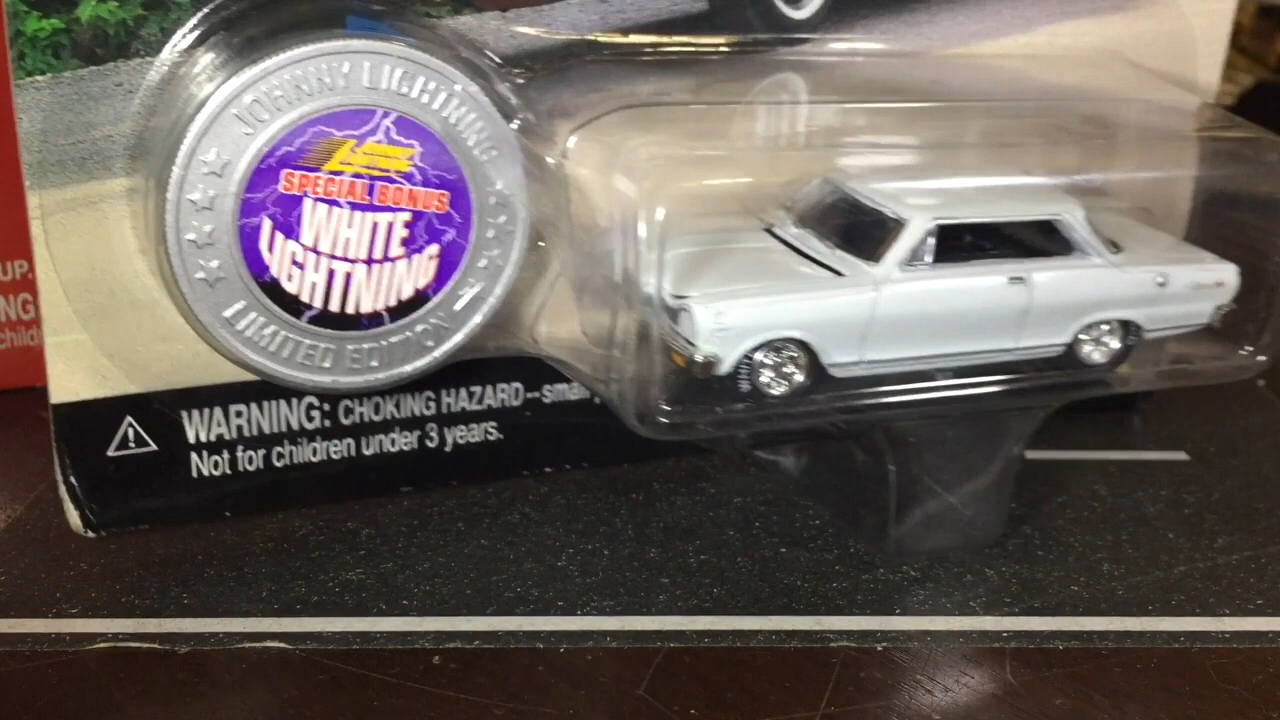 JOHNNY LIGHTNING
SPECIAL BONUS
WHITE
LIGHTNING
LIMITED EDITION
UP.
NG
child
WARNING: CHOKING HAZARD--small
Not for children under 3 years.